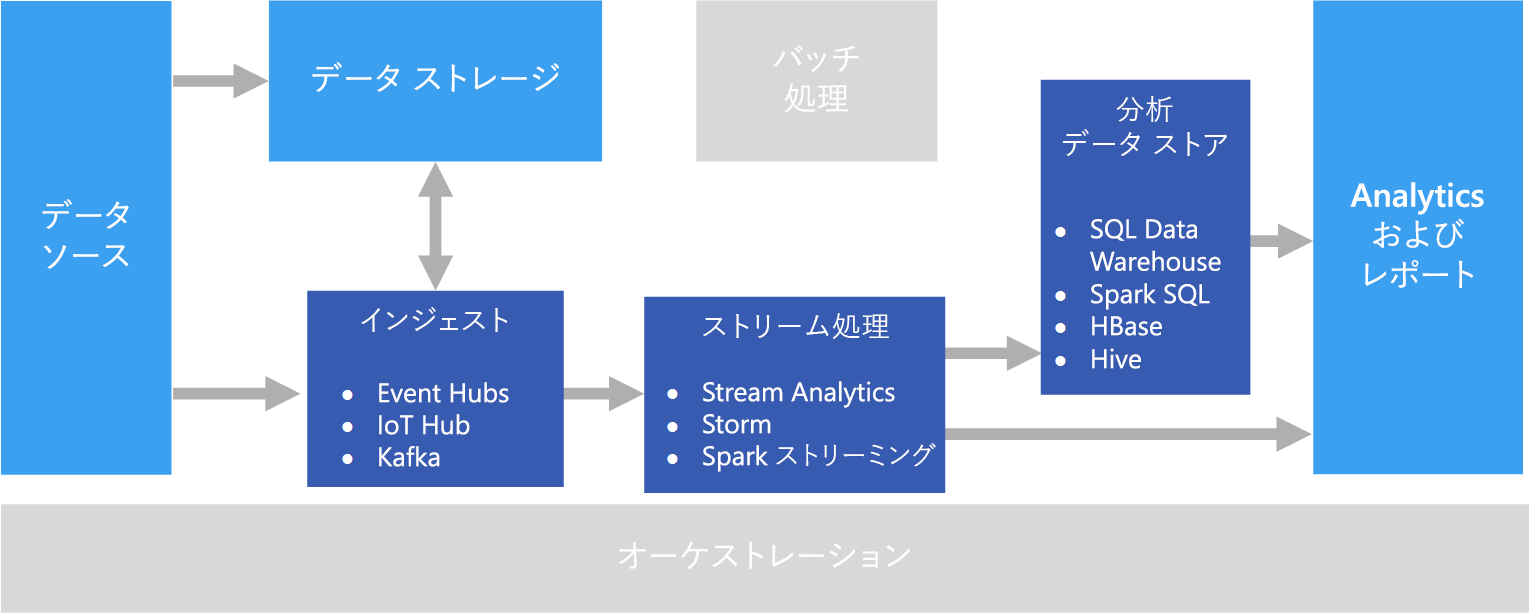 データ
ソース
データ ストレージ
バッチ
処理
インジェスト
● Event Hubs
● IoT Hub
● Kafka
ストリーム処理
● Stream Analytics
● Storm
● Spark ストリーミング
分析
データ ストア
● SQL Data
Warehouse
● Spark SQL
● HBase
● Hive
Analytics
および
レポート
オーケストレーション